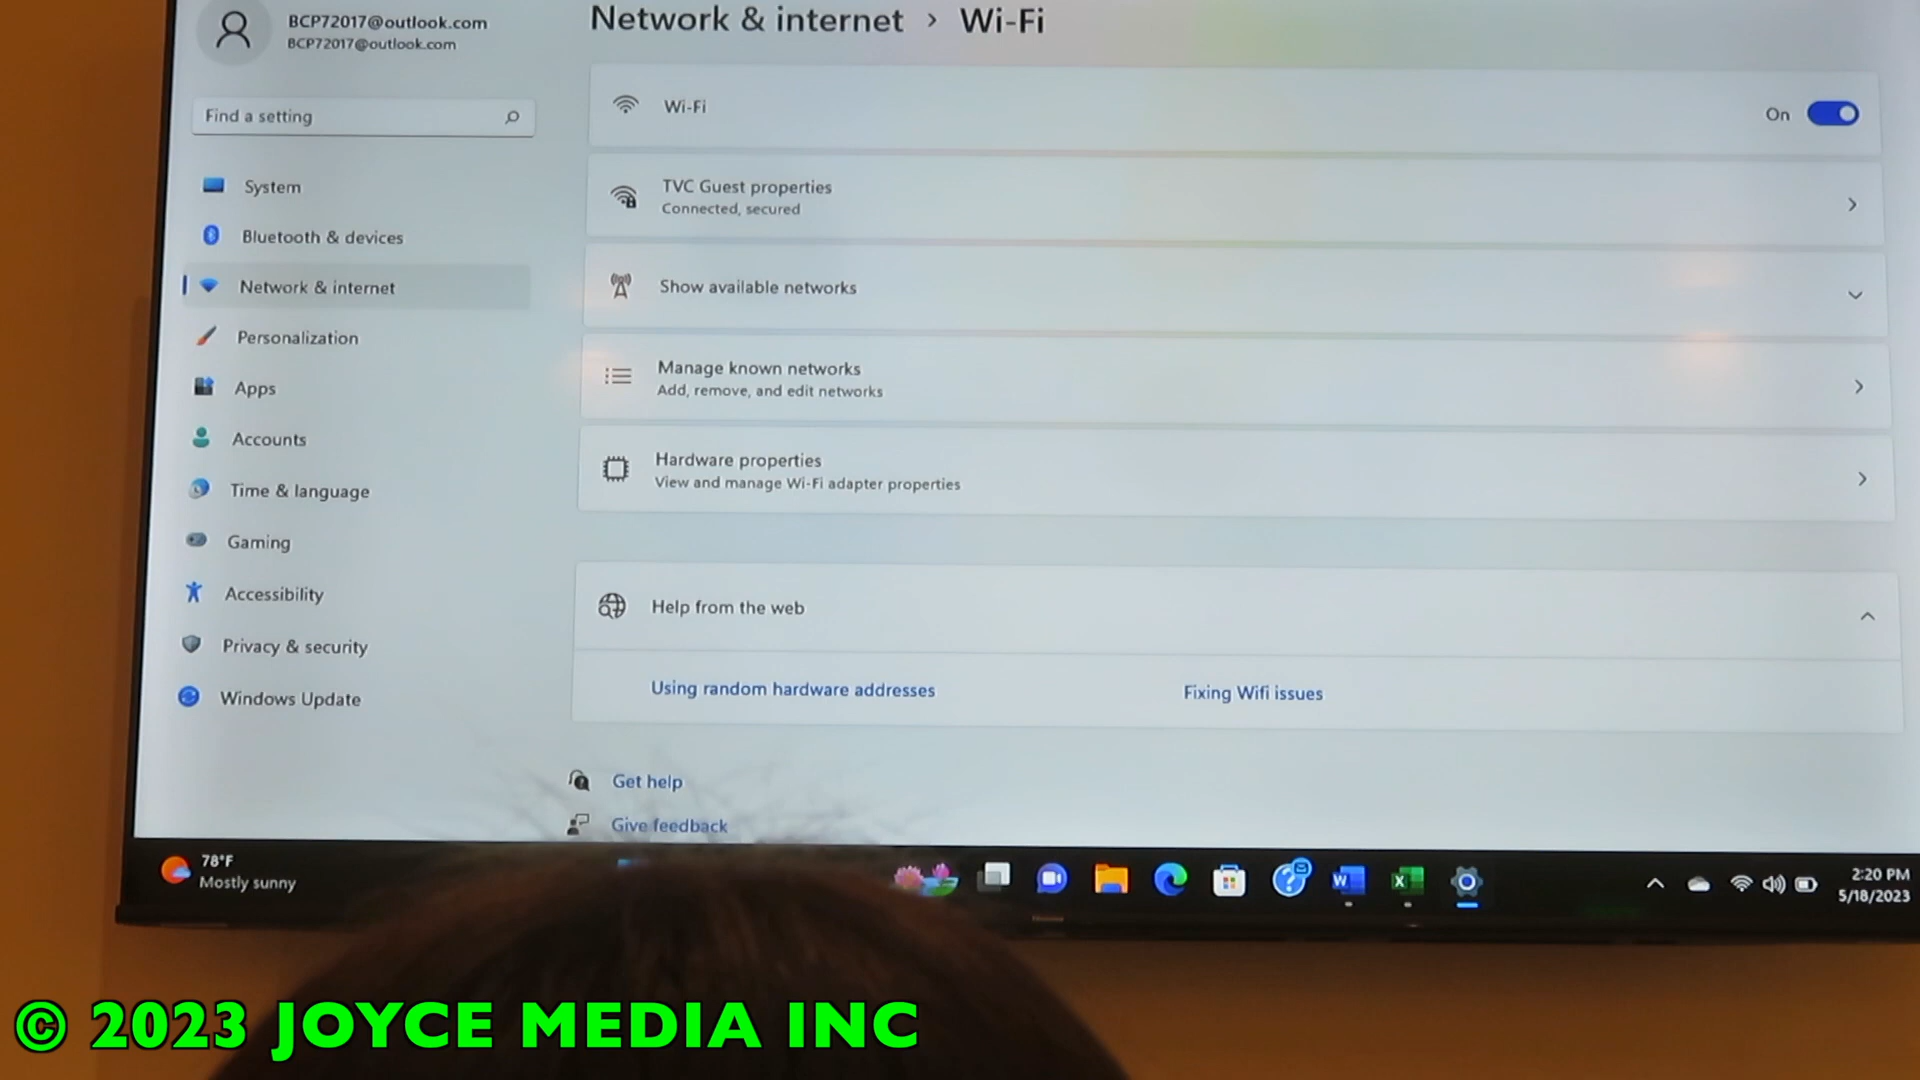 BCP72017@outlook.com
BCP72017@outlook.com
Find a setting
System
Bluetooth & devices
Network & internet
Personalization
Apps
Accounts
Time & language
Gaming
Accessibility
Privacy & security
Windows Update
Network & internet › Wi-Fi
Wi-Fi
On
TVC Guest properties
Connected, secured
Show available networks
Manage known networks
Add, remove, and edit networks
Hardware properties
View and manage Wi-Fi adapter properties
Help from the web
Using random hardware addresses
Fixing Wifi issues
Get help
Give feedback
78°F
Mostly sunny
2:20 PM
5/18/2023
© 2023 JOYCE MEDIA INC